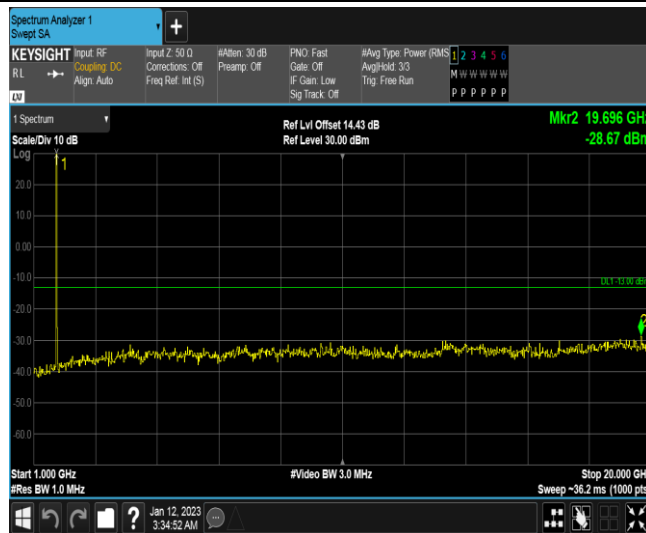 Spectrum Analyzer 1
Swept SA
+
KEYSIGHT
RL
LXI
Input: RF
Coupling: DC
Align: Auto
Input Z: 50 Ω
Corrections: Off
Freq Ref: Int (S)
#Atten: 30 dB
Preamp: Off
PNO: Fast
Gate: Off
IF Gain: Low
Sig Track: Off
#Avg Type: Power (RMS
Avg|Hold: 3/3
Trig: Free Run
1 2 3 4 5 6
M W W W W W
P P P P P P
1 Spectrum
Scale/Div 10 dB
Log
Ref Lvl Offset 14.43 dB
Ref Level 30.00 dBm
Mkr2 19.696 GHz
-28.67 dBm
1
20.0
10.0
0.00
-10.0
DL1 -13.00 dBm
-20.0
2
-30.0
-40.0
-50.0
-60.0
Start 1.000 GHz
#Video BW 3.0 MHz
Stop 20.000 GHz
#Res BW 1.0 MHz
Sweep ~36.2 ms (1000 pts)
?
Jan 12, 2023
3:34:52 AM